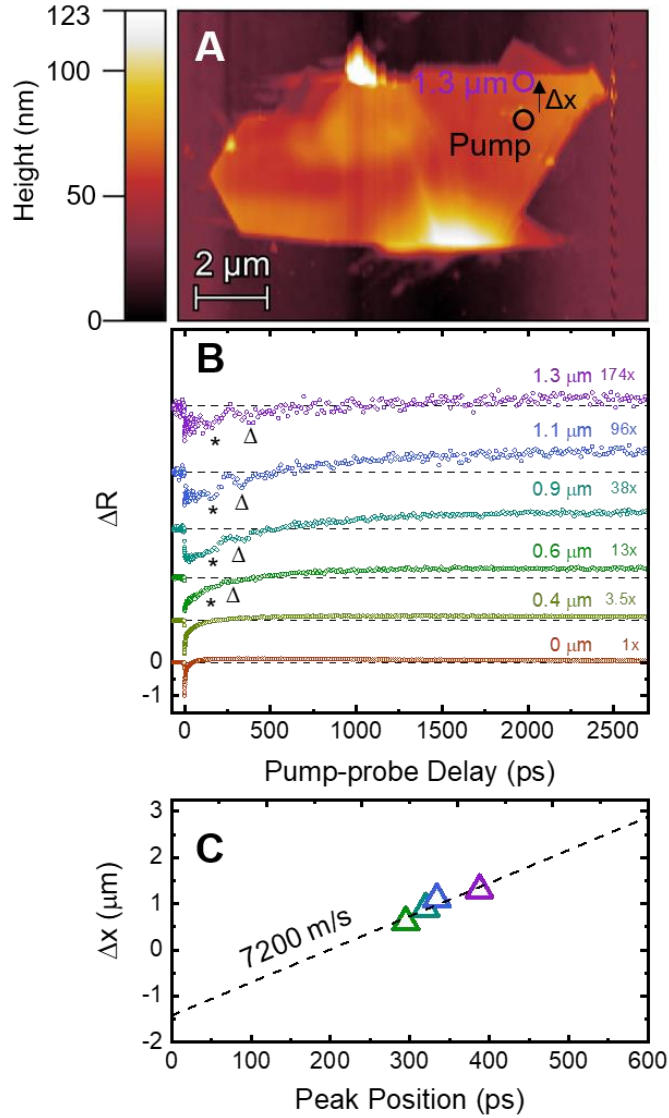 A
123
100
50
0
Height (nm)
1.3 μm
Δx
Pump
2 μm
B
1.3 μm 174x
* Δ
1.1 μm 96x
* Δ
0.9 μm 38x
* Δ
0.6 μm 13x
* Δ
0.4 μm 3.5x
0 μm 1x
0
-1
ΔR
0 500 1000 1500 2000 2500
Pump-probe Delay (ps)
C
3
2
1
0
-1
-2
Δx (μm)
7200 m/s
0 100 200 300 400 500 600
Peak Position (ps)